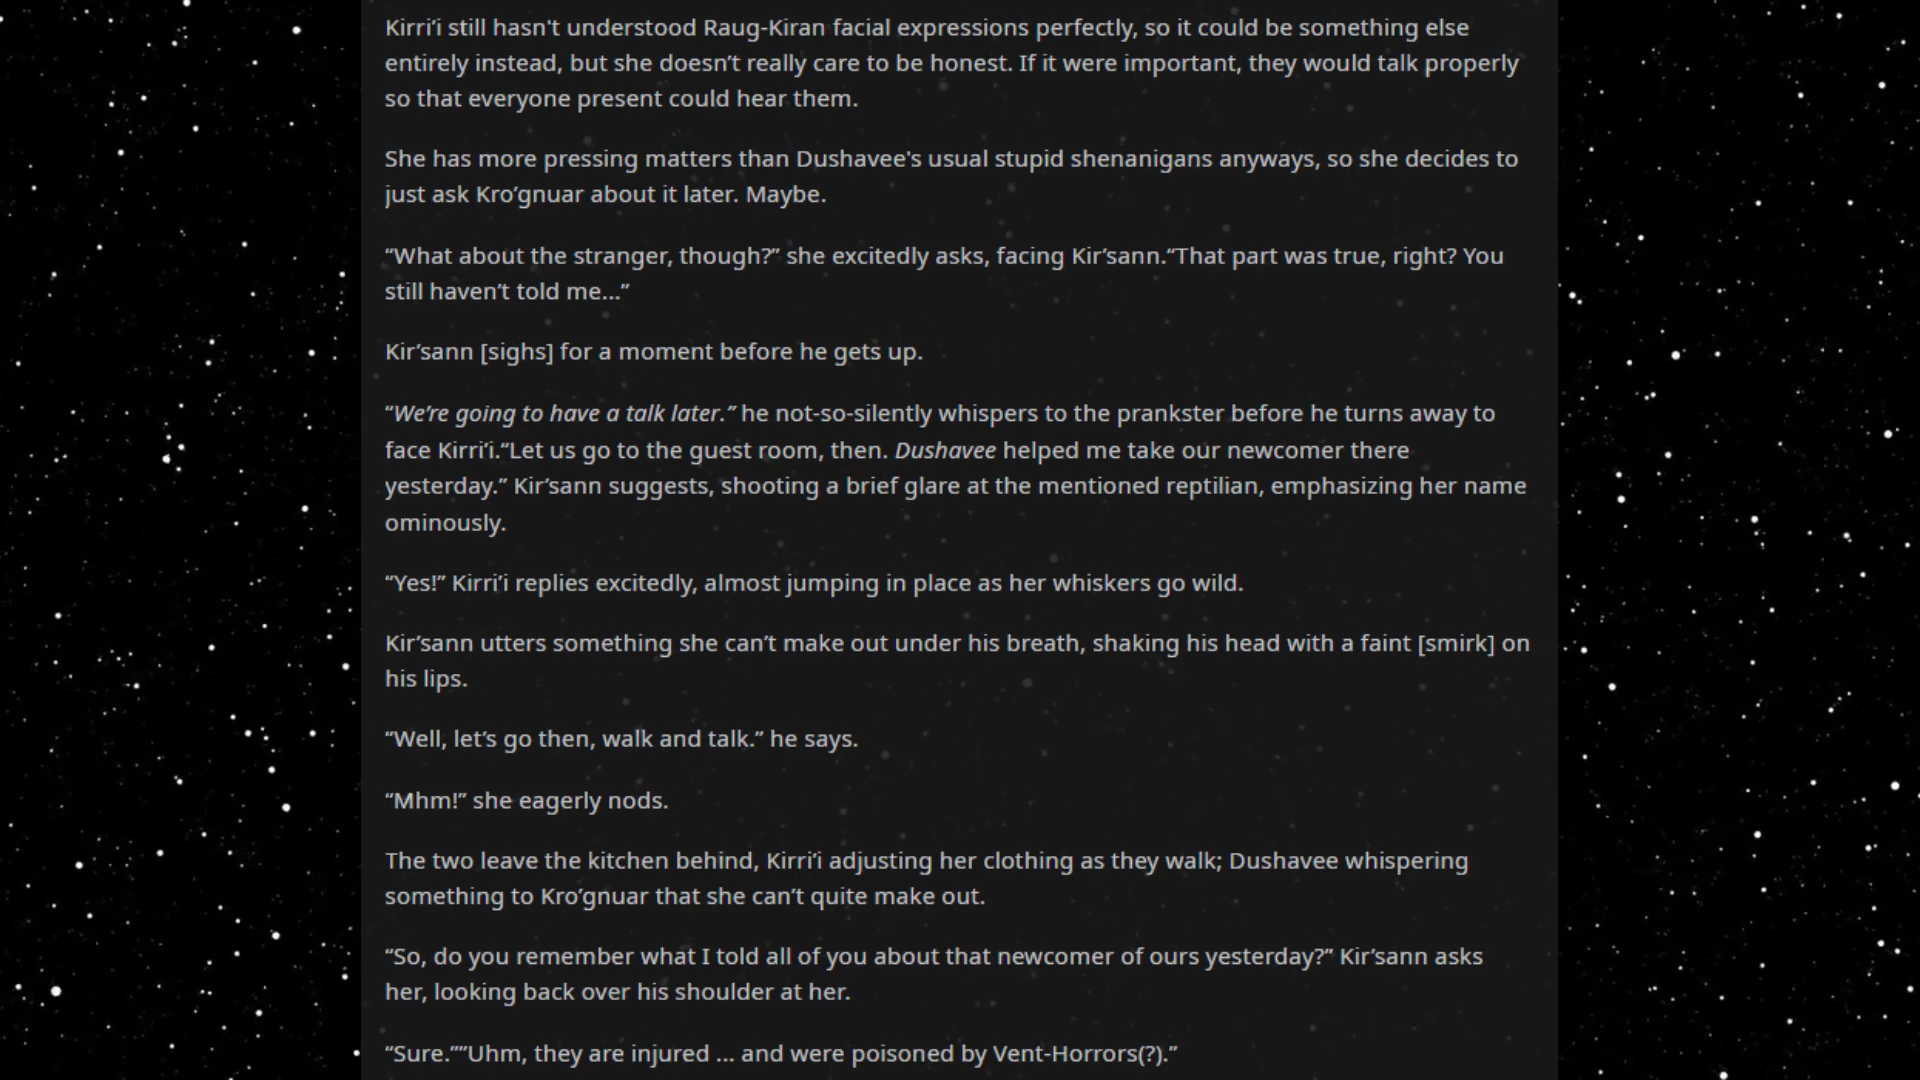 Kirri’i still hasn't understood Raug-Kiran facial expressions perfectly, so it could be something else
entirely instead, but she doesn’t really care to be honest. If it were important, they would talk properly
so that everyone present could hear them.
She has more pressing matters than Dushavee's usual stupid shenanigans anyways, so she decides to
just ask Kro’gnuar about it later. Maybe.
“What about the stranger, though?” she excitedly asks, facing Kir’sann.“That part was true, right? You
still haven’t told me...”
Kir’sann [sighs] for a moment before he gets up.
“We’re going to have a talk later.” he not-so-silently whispers to the prankster before he turns away to
face Kirri’i.“Let us go to the guest room, then. Dushavee helped me take our newcomer there
yesterday.” Kir’sann suggests, shooting a brief glare at the mentioned reptilian, emphasizing her name
ominously.
“Yes!” Kirri’i replies excitedly, almost jumping in place as her whiskers go wild.
Kir’sann utters something she can’t make out under his breath, shaking his head with a faint [smirk] on
his lips.
“Well, let’s go then, walk and talk.” he says.
“Mhm!” she eagerly nods.
The two leave the kitchen behind, Kirri’i adjusting her clothing as they walk; Dushavee whispering
something to Kro’gnuar that she can’t quite make out.
“So, do you remember what I told all of you about that newcomer of ours yesterday?” Kir’sann asks
her, looking back over his shoulder at her.
“Sure.””Uhm, they are injured ... and were poisoned by Vent-Horrors(?).”